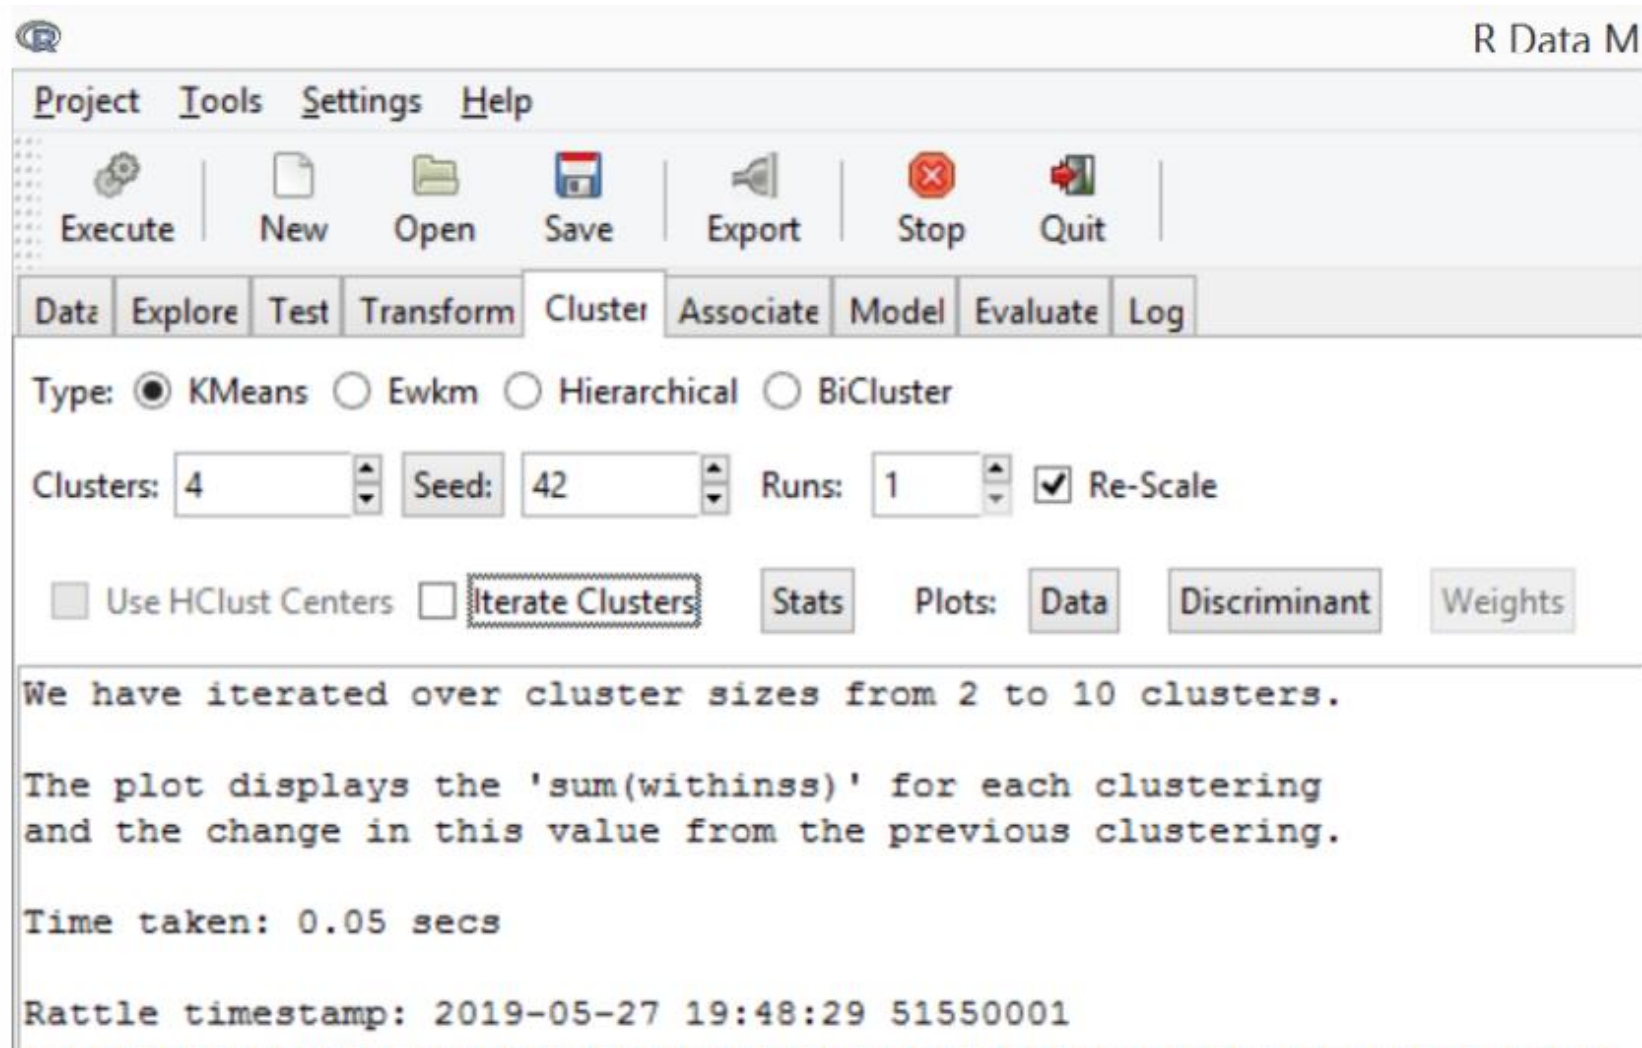 R Data M
Project Tools Settings Help
Execute New Open Save Export Stop Quit
Data Explore Test Transform Cluster Associate Model Evaluate Log
Type: KMeans Ewkm Hierarchical BiCluster
Clusters: 4 Seed: 42 Runs: 1 Re-Scale
Use HClust Centers Iterate Clusters Stats Plots: Data Discriminant Weights
We have iterated over cluster sizes from 2 to 10 clusters.
The plot displays the 'sum(withinss)' for each clustering
and the change in this value from the previous clustering.
Time taken: 0.05 secs
Rattle timestamp: 2019-05-27 19:48:29 51550001